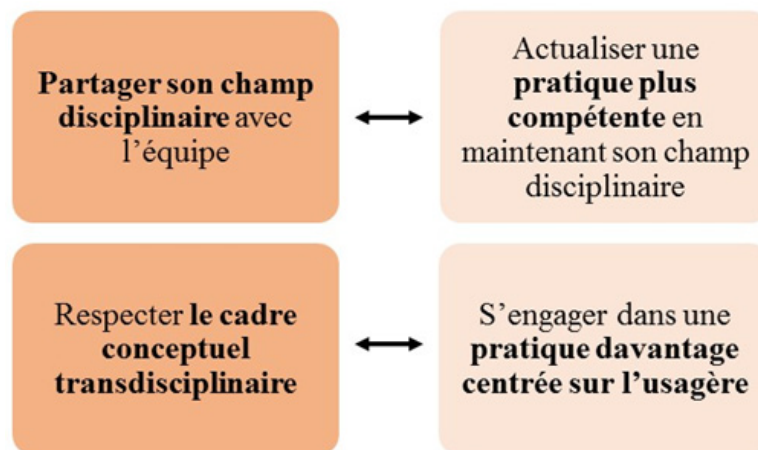 Partager son champ
disciplinaire avec
l’équipe
Actualiser une
pratique plus
compétente en
maintenant son champ
disciplinaire
Respecter le cadre
conceptuel
transdisciplinaire
S’engager dans une
pratique davantage
centrée sur l’usagère